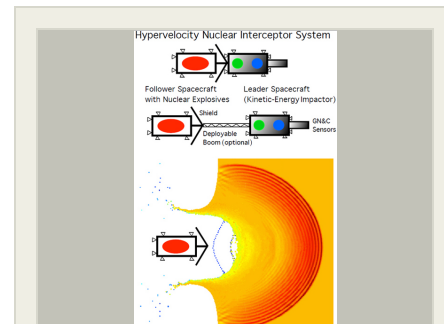 Hypervelocity Nuclear Interceptor System
Follower Spacecraft
with Nuclear Explosives
Leader Spacecraft
(Kinetic-Energy Impactor)
Shield
GN&C
Sensors
Deployable
Boom (optional)